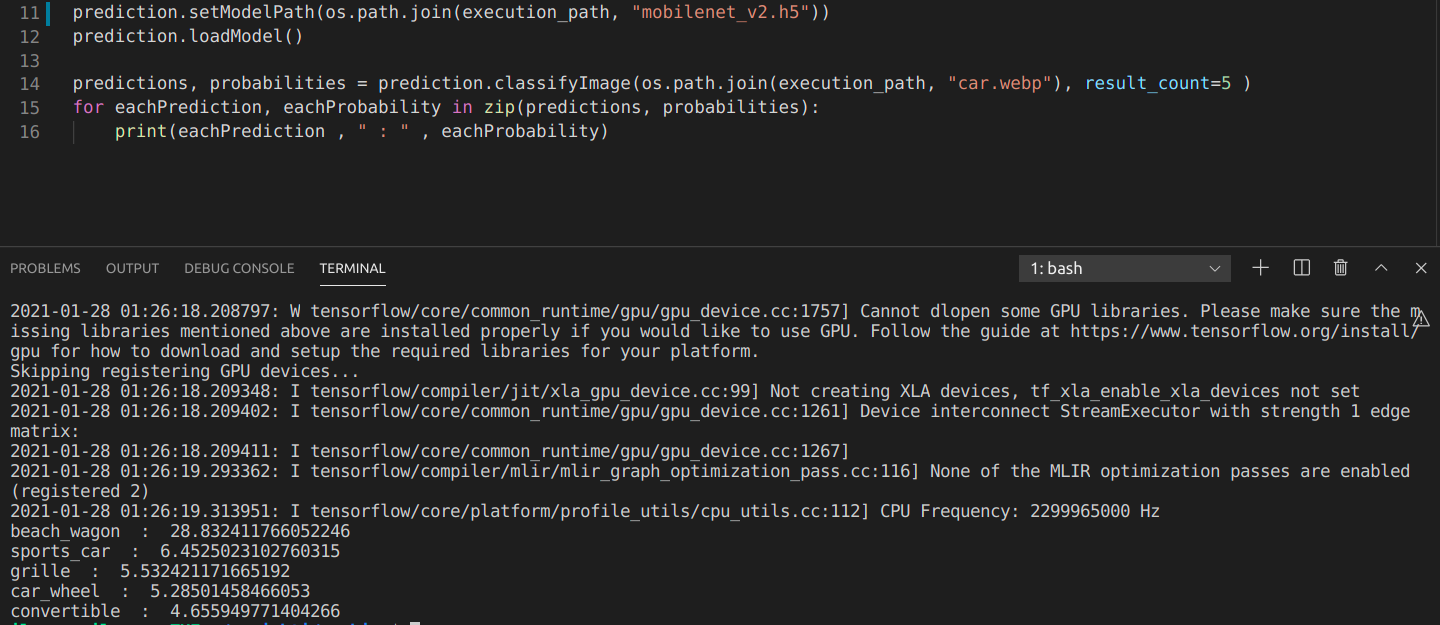 11 prediction.setModelPath(os.path.join(execution_path, "mobilenet_v2.h5"))
12 prediction.loadModel()
13
14 predictions, probabilities = prediction.classifyImage(os.path.join(execution_path, "car.webp"), result_count=5 )
15 for eachPrediction, eachProbability in zip(predictions, probabilities):
16 print(eachPrediction , " : " , eachProbability)
PROBLEMS OUTPUT DEBUG CONSOLE TERMINAL 1: bash
2021-01-28 01:26:18.208797: W tensorflow/core/common_runtime/gpu/gpu_device.cc:1757] Cannot dlopen some GPU libraries. Please make sure the m
issing libraries mentioned above are installed properly if you would like to use GPU. Follow the guide at https://www.tensorflow.org/install/
gpu for how to download and setup the required libraries for your platform.
Skipping registering GPU devices...
2021-01-28 01:26:18.209348: I tensorflow/compiler/jit/xla_gpu_device.cc:99] Not creating XLA devices, tf_xla_enable_xla_devices not set
2021-01-28 01:26:18.209402: I tensorflow/core/common_runtime/gpu/gpu_device.cc:1261] Device interconnect StreamExecutor with strength 1 edge
matrix:
2021-01-28 01:26:18.209411: I tensorflow/core/common_runtime/gpu/gpu_device.cc:1267]
2021-01-28 01:26:19.293362: I tensorflow/compiler/mlir/mlir_graph_optimization_pass.cc:116] None of the MLIR optimization passes are enabled
(registered 2)
2021-01-28 01:26:19.313951: I tensorflow/core/platform/profile_utils/cpu_utils.cc:112] CPU Frequency: 2299965000 Hz
beach_wagon : 28.832411766052246
sports_car : 6.4525023102760315
grille : 5.532421171665192
car_wheel : 5.28501458466053
convertible : 4.655949771404266